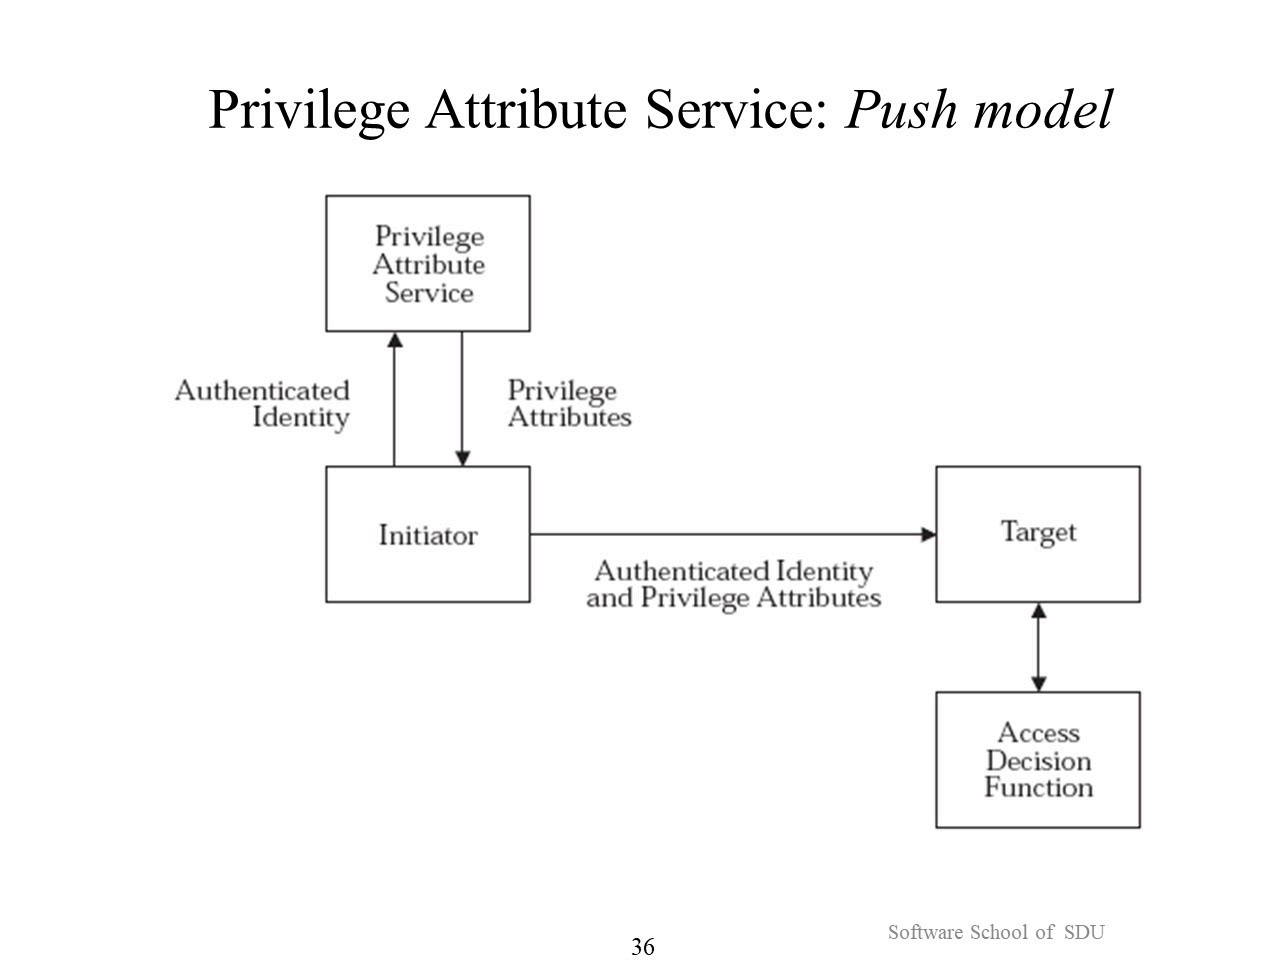 Privilege Attribute Service: Push model
Privilege
Attribute
Service
Authenticated
Identity
Privilege
Attributes
Initiator
Target
Authenticated Identity
and Privilege Attributes
Access
Decision
Function
Software School of SDU
36